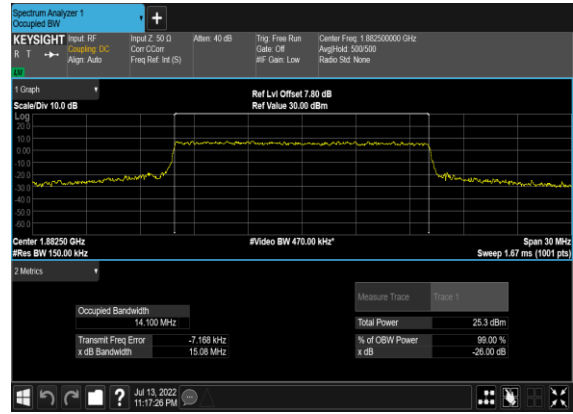 Spectrum Analyzer 1
Occupied BW
+
KEYSIGHT Input: RF Input Z: 50 Ω Atten: 40 dB Trig: Free Run Center Freq: 1.882500000 GHz
R T Coupling: DC Corr CCorr Gate: Off Avg|Hold: 500/500
Align: Auto Freq Ref: Int (S) #IF Gain: Low Radio Std: None
LW
1 Graph
Ref Lvl Offset 7.80 dB
Scale/Div 10.0 dB Ref Value 30.00 dBm
Log
20.0
10.0
0.00
-10.0
-20.0
-30.0
-40.0
-50.0
-60.0
Center 1.88250 GHz #Video BW 470.00 kHz* Span 30 MHz
#Res BW 150.00 kHz Sweep 1.67 ms (1001 pts)
2 Metrics
Measure Trace Trace 1
Occupied Bandwidth
14.100 MHz Total Power 25.3 dBm
Transmit Freq Error -7.168 kHz % of OBW Power 99.00 %
x dB Bandwidth 15.08 MHz x dB -26.00 dB
? Jul 13, 2022
11:17:26 PM